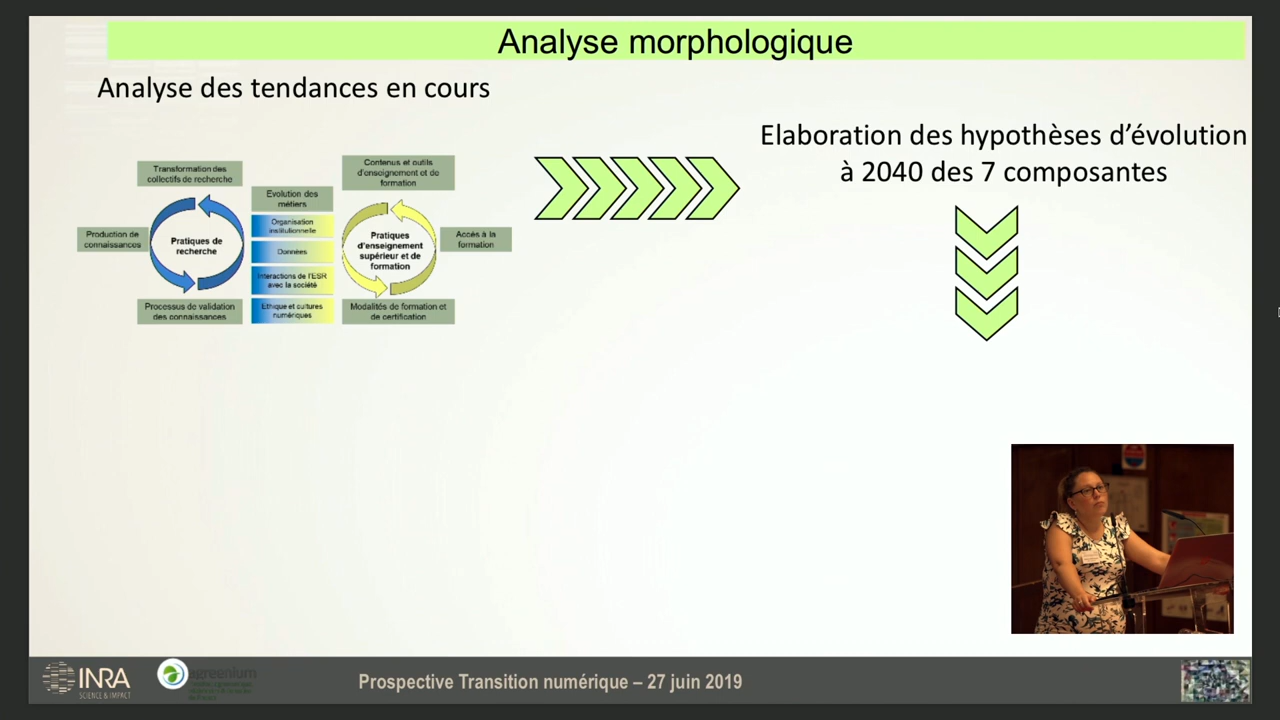 Analyse morphologique
Analyse des tendances en cours
Elaboration des hypothèses d'évolution
à 2040 des 7 composantes
Transformation des
collectifs de recherche
Contenus et outils
d'enseignement et de
formation
Evolution des
métiers
Organisation
institutionnelle
Production de
connaissances
Pratiques de
recherche
Données
Pratiques
d'enseignement
supérieur et de
formation
Accès à la
formation
Interactions de l'ESR
avec la société
Processus de validation
des connaissances
Ethique et cultures
numériques
Modalités de formation et
de certification
INRA
SCIENCE & IMPACT
agreenium
Prospective Transition numérique – 27 juin 2019